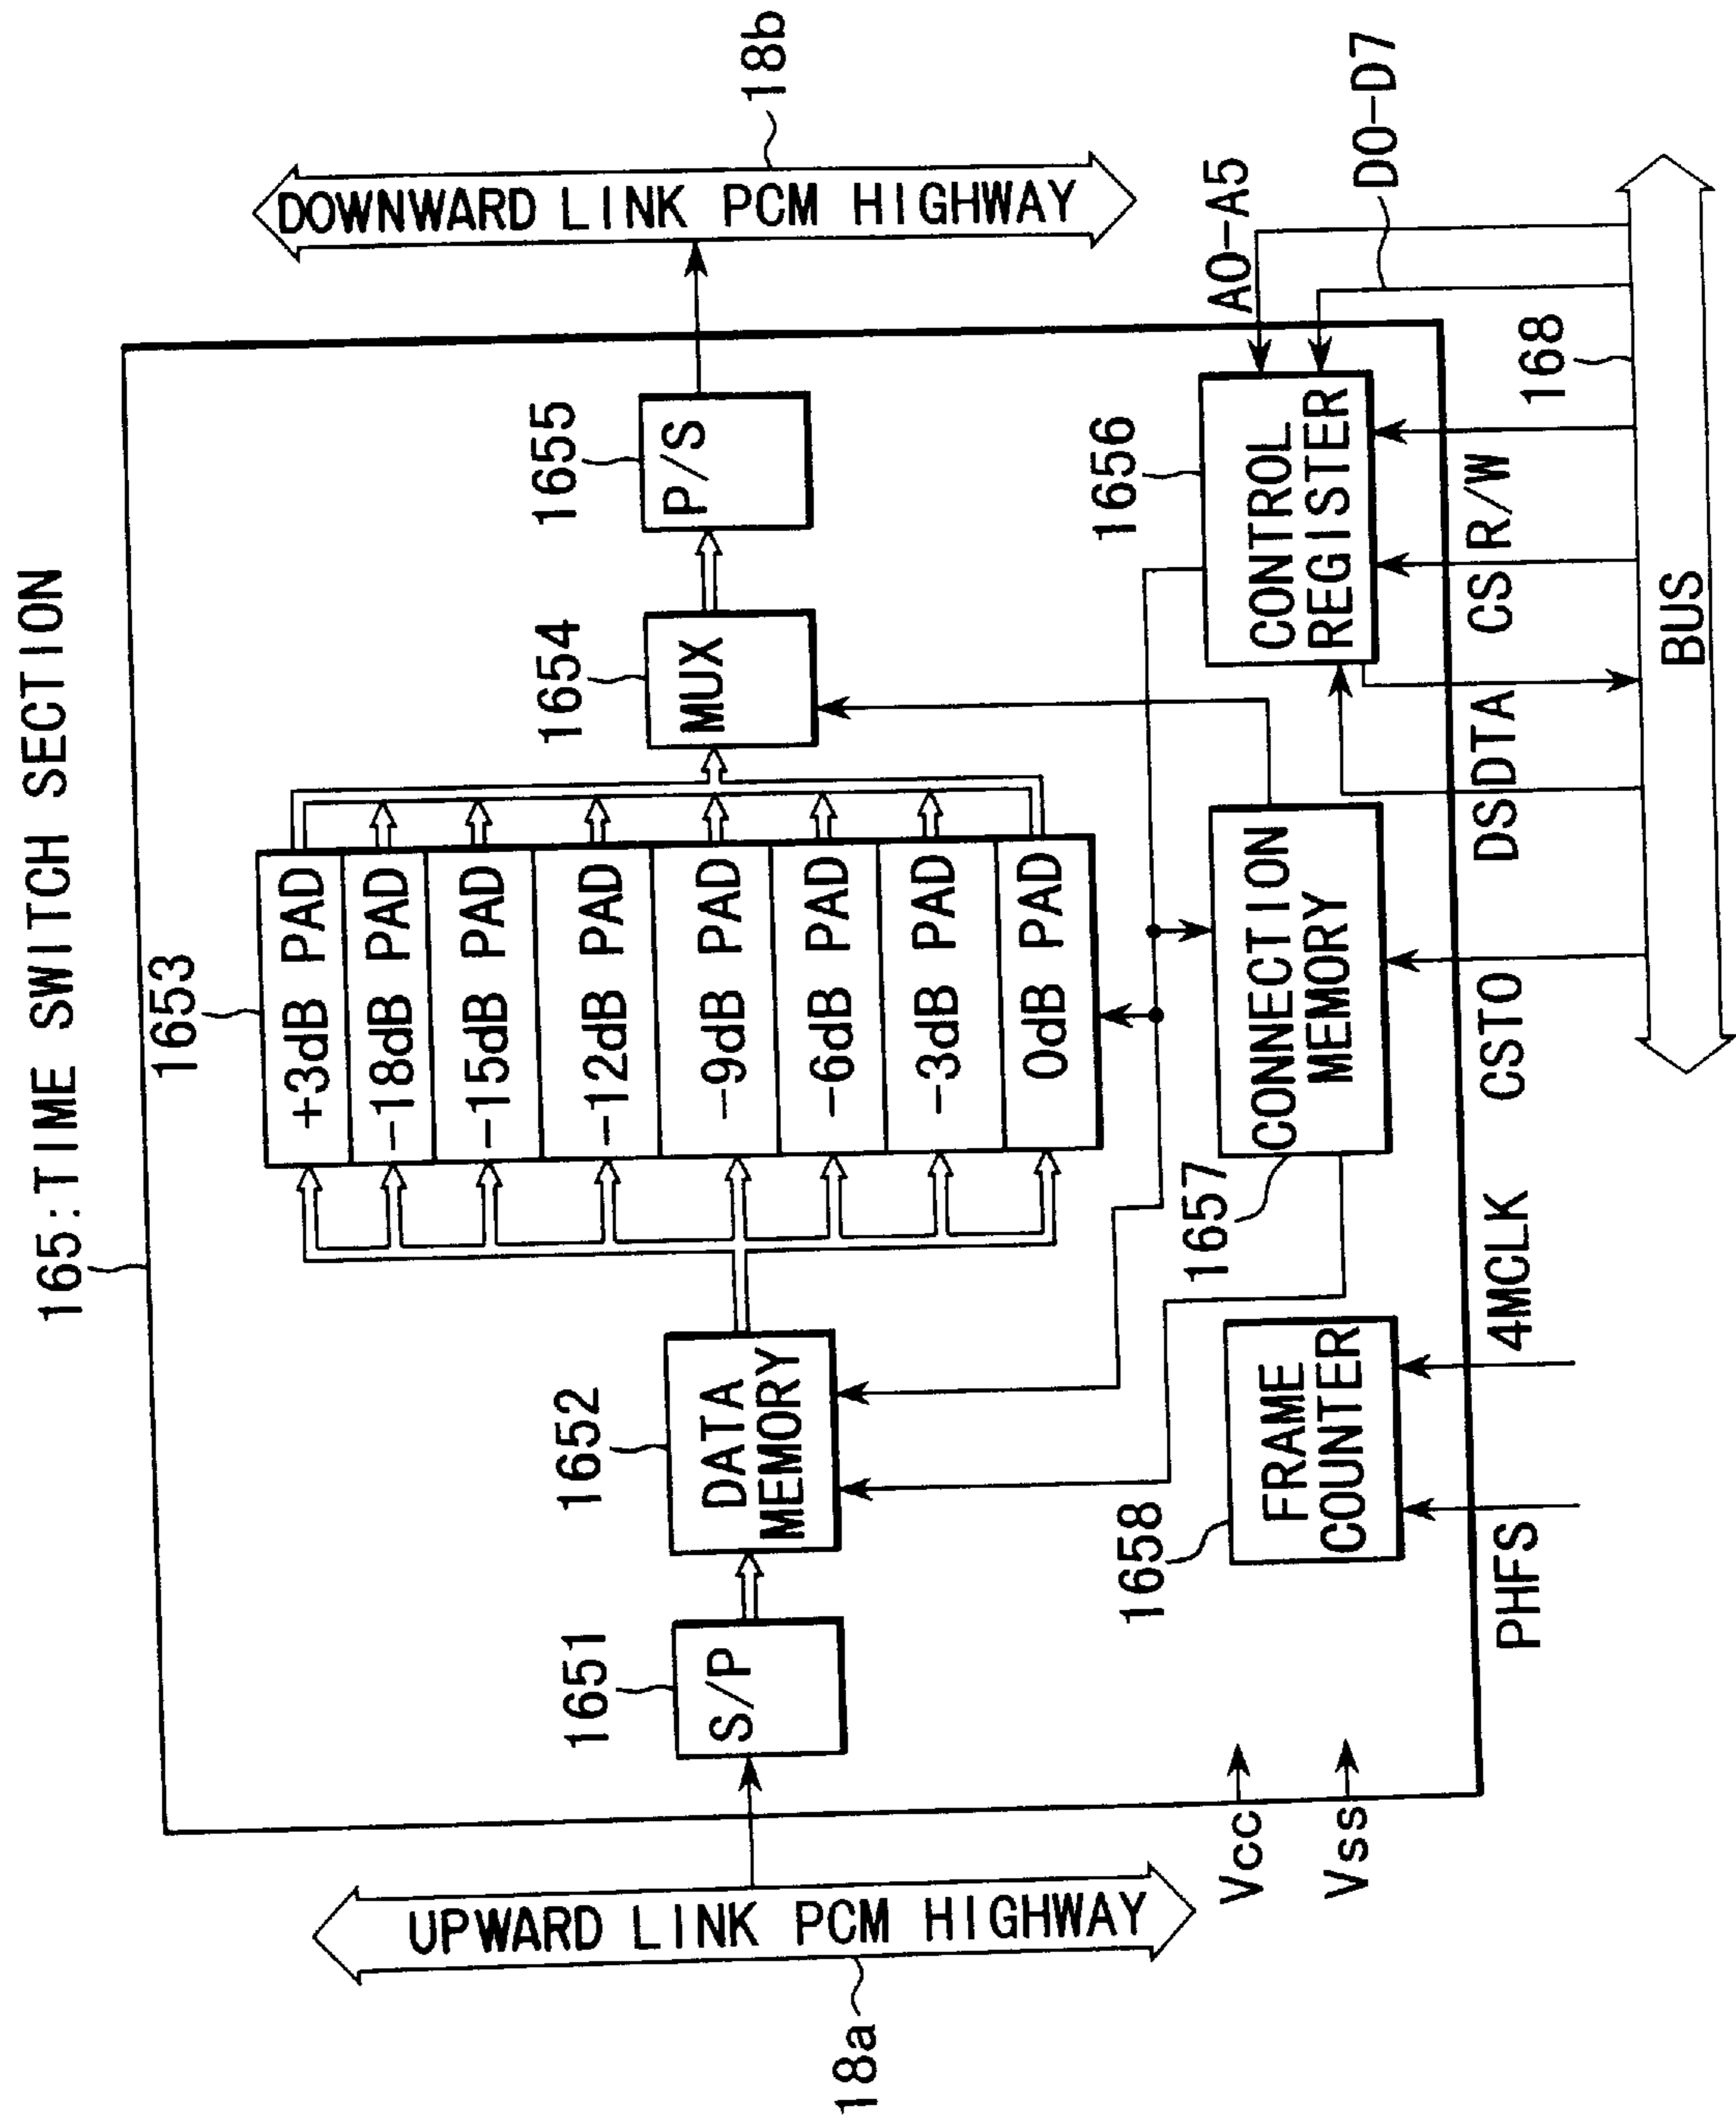 165:TIME SWITCH SECTION
1653
+3dB PAD
-18dB PAD
-15dB PAD
-12dB PAD
-9dB PAD
-6dB PAD
-3dB PAD
0dB PAD
UPWARD LINK PCM HIGHWAY
18a
1651
S/P
1652
DATA
MEMORY
1654
MUX
1655
P/S
DOWNWARD LINK PCM HIGHWAY
18b
1658
FRAME
COUNTER
1657
CONNECTION
MEMORY
1656
CONTROL
REGISTER
A0-A5
D0-D7
Vcc
Vss
PHFS
4MCLK
CSTO
DSDTA
CSR/W
168
BUS